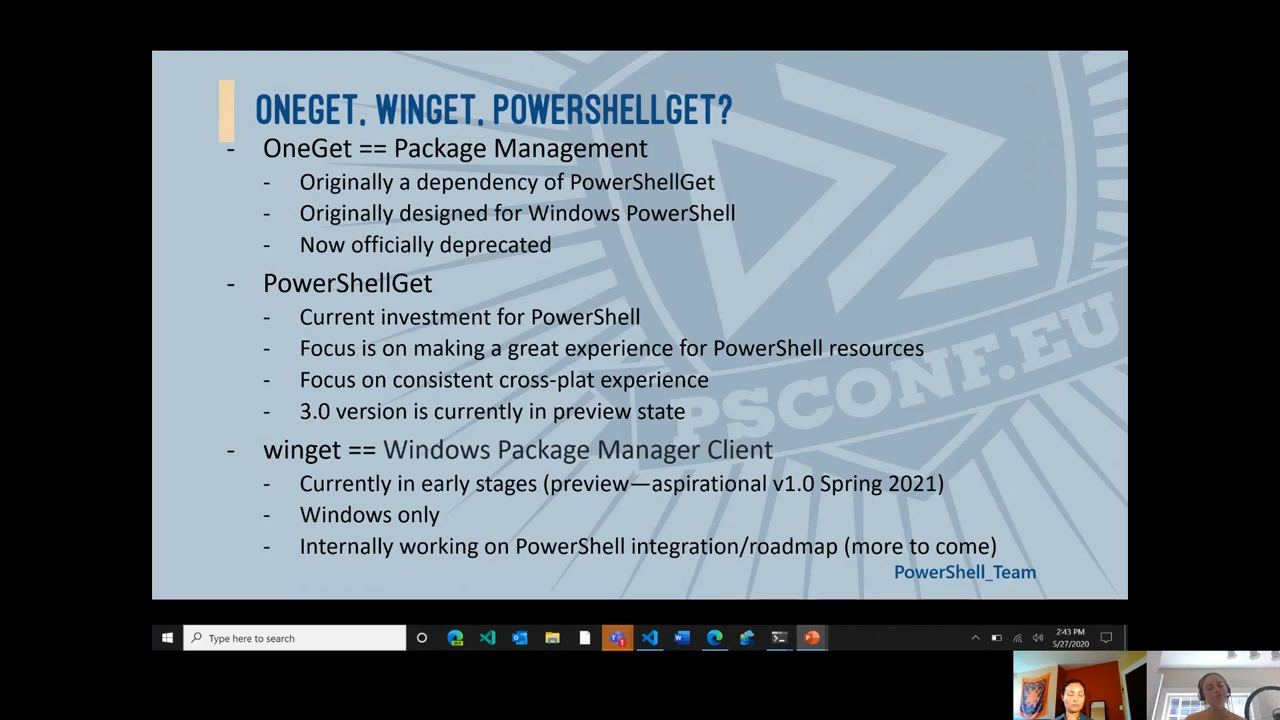 ONEGET, WINGET, POWERSHELLGET?
- OneGet == Package Management
- Originally a dependency of PowerShellGet
- Originally designed for Windows PowerShell
- Now officially deprecated
- PowerShellGet
- Current investment for PowerShell
- Focus is on making a great experience for PowerShell resources
- Focus on consistent cross-plat experience
- 3.0 version is currently in preview state
- winget == Windows Package Manager Client
- Currently in early stages (preview—aspirational v1.0 Spring 2021)
- Windows only
- Internally working on PowerShell integration/roadmap (more to come)
PSCONF.EU
PowerShell_Team
Type here to search
2:43 PM
5/27/2020